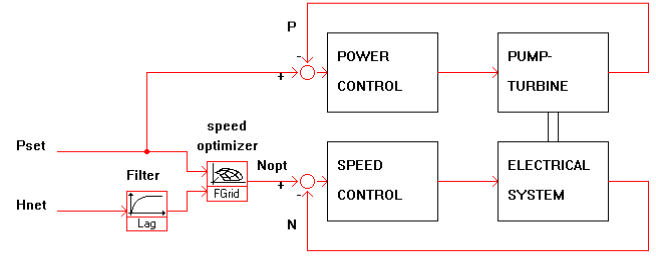 P
-
+
POWER
CONTROL
PUMP-
TURBINE
speed
optimizer
Pset
Filter
Nopt
FGrid
+
-
SPEED
CONTROL
ELECTRICAL
SYSTEM
Hnet
Lag
N